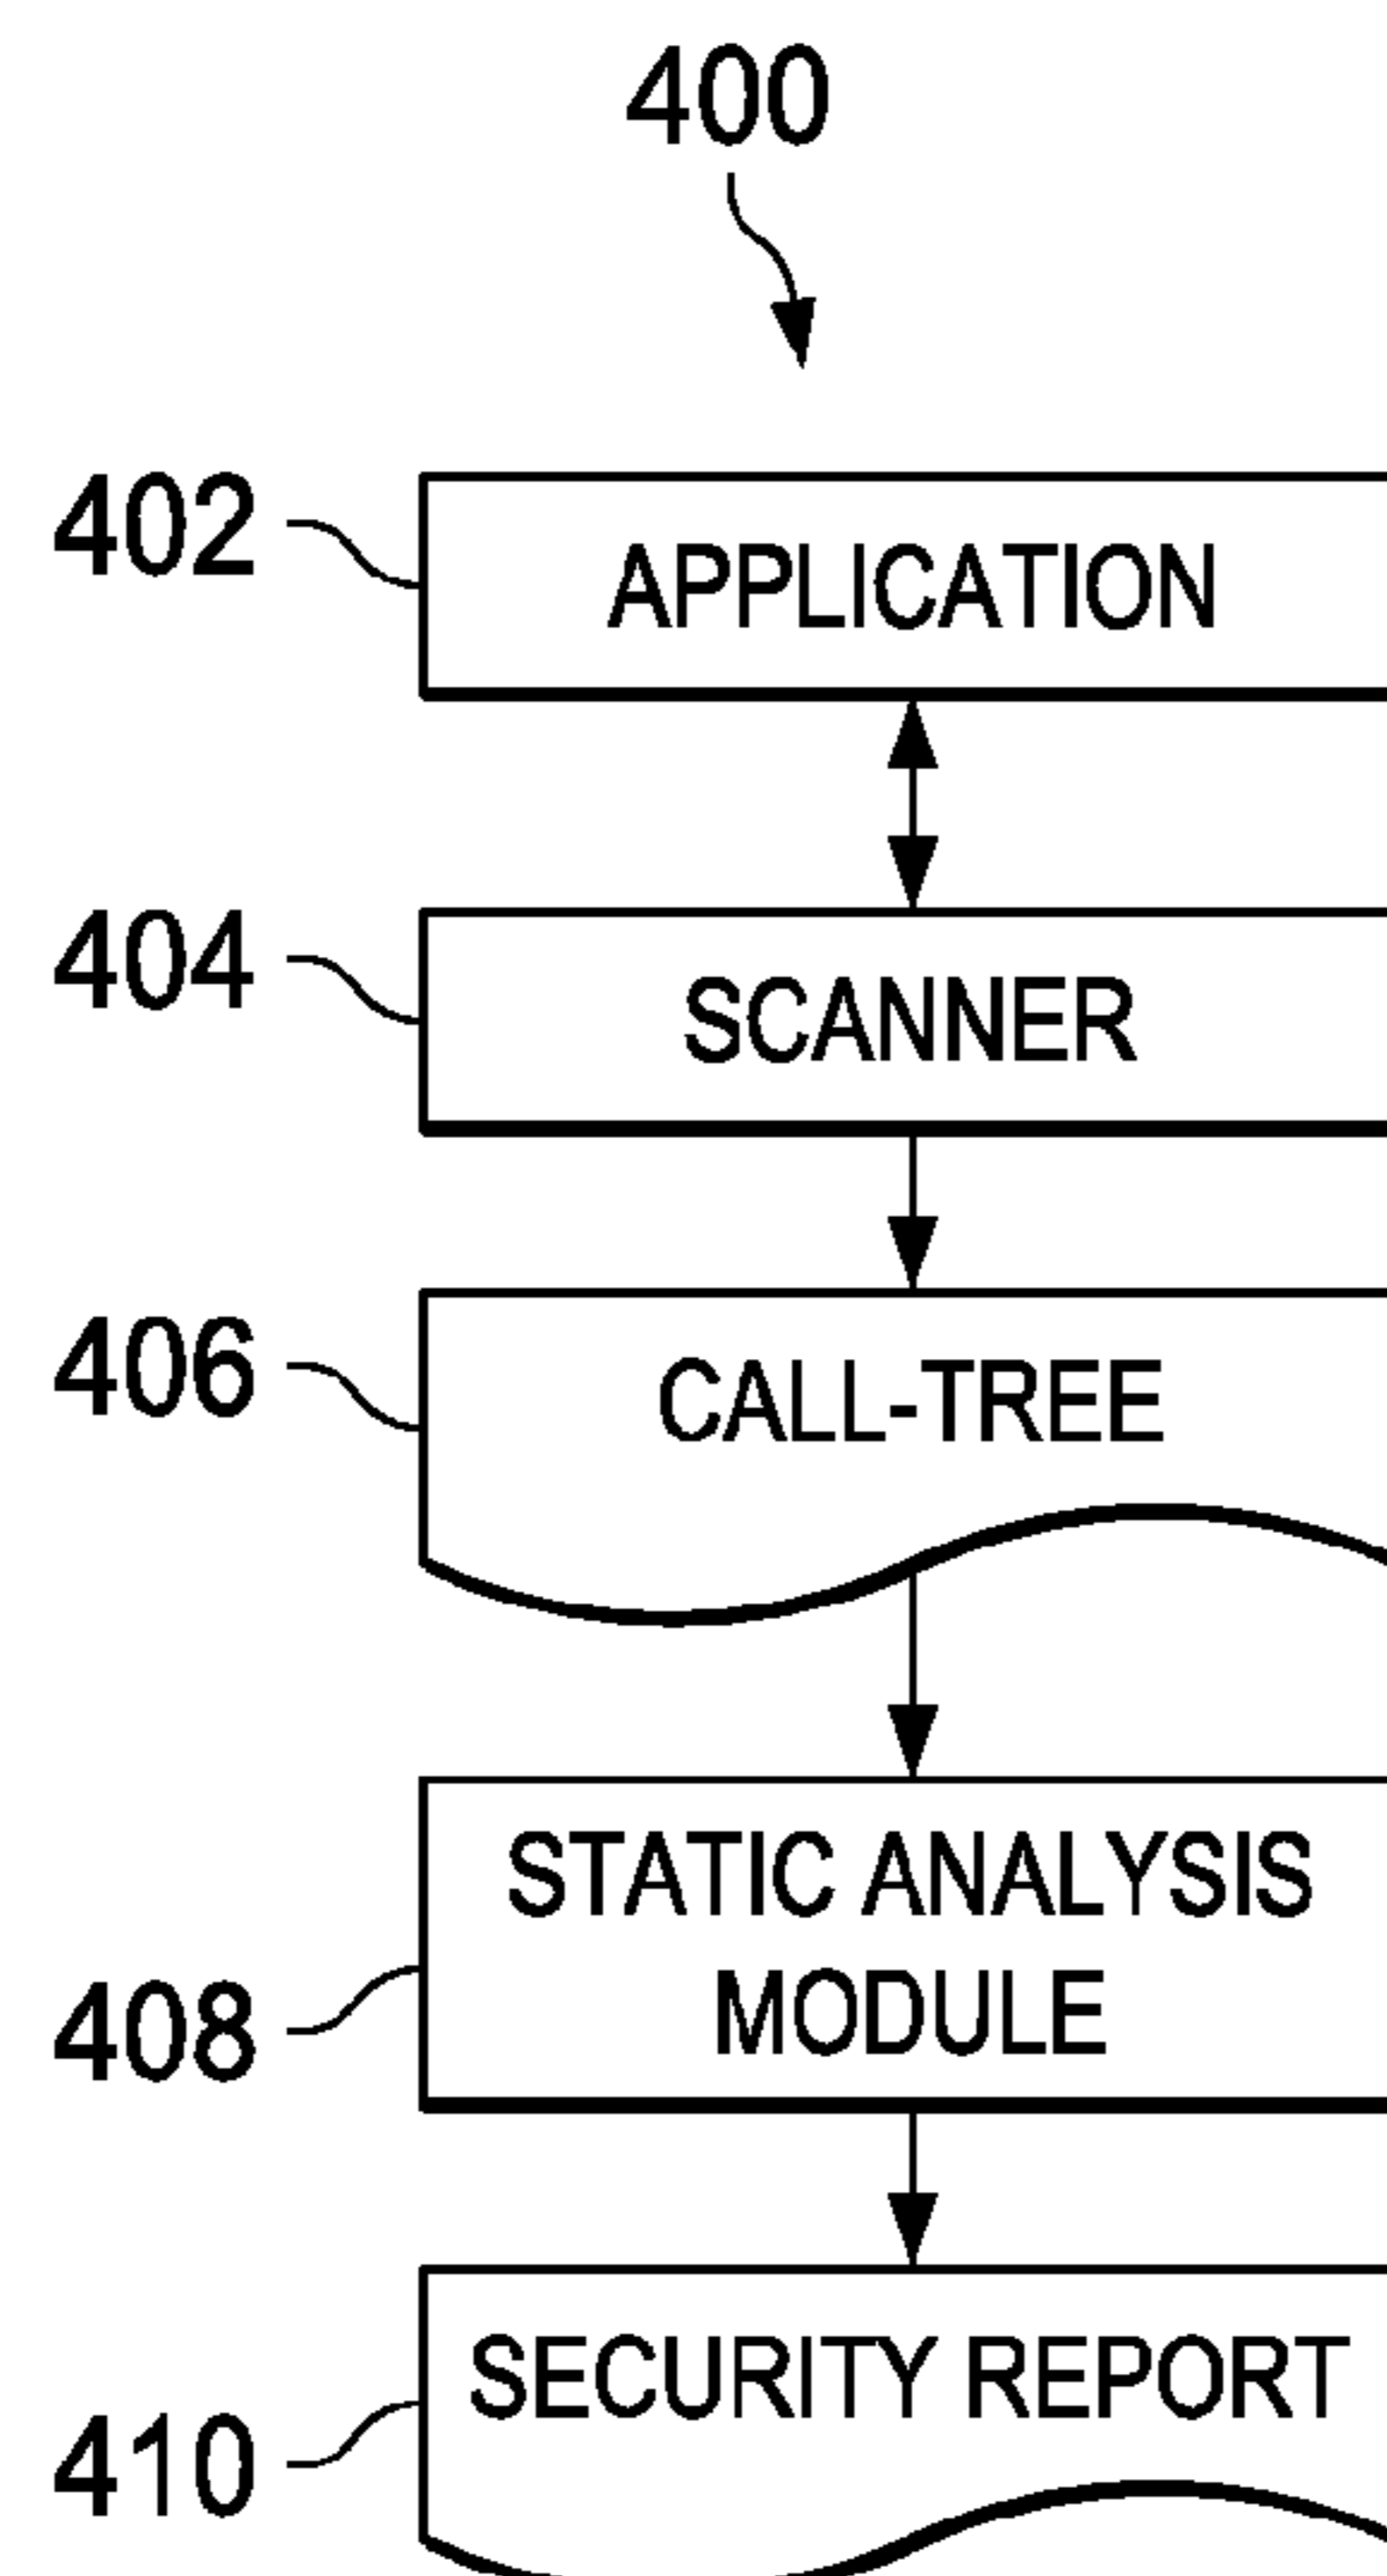 400
402
APPLICATION
404
SCANNER
406
CALL-TREE
STATIC ANALYSIS
MODULE
408
SECURITY REPORT
410